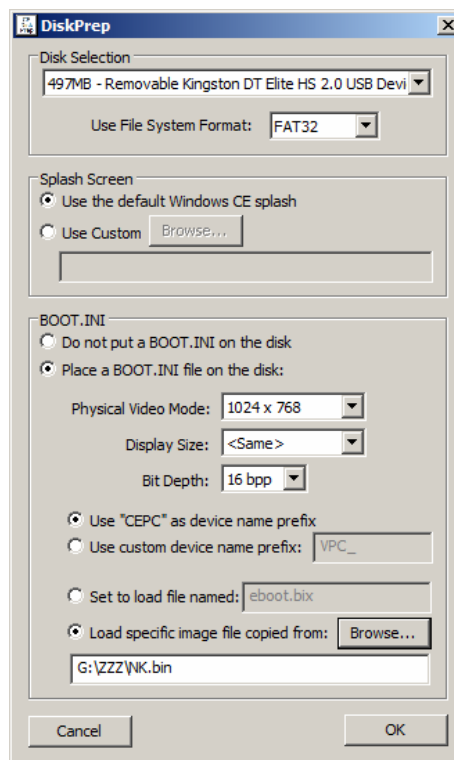 DiskPrep
Disk Selection
497MB - Removable Kingston DT Elite HS 2.0 USB Devi
Use File System Format: FAT32
Splash Screen
Use the default Windows CE splash
Use Custom Browse...
BOOT.INI
Do not put a BOOT.INI on the disk
Place a BOOT.INI file on the disk:
Physical Video Mode: 1024 x 768
Display Size: <Same>
Bit Depth: 16 bpp
Use "CEPC" as device name prefix
Use custom device name prefix: VPC_
Set to load file named: eboot.bix
Load specific image file copied from: Browse...
G:\ZZZ\NK.bin
Cancel OK